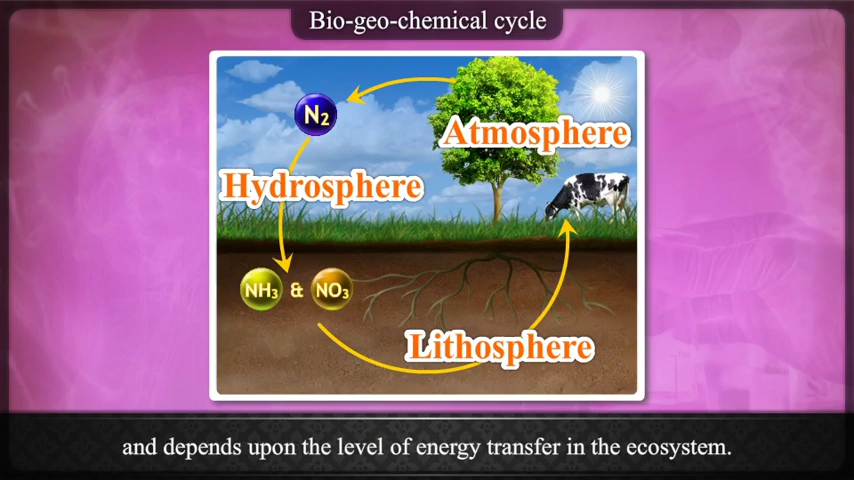 Bio-geo-chemical cycle
N2
Atmosphere
Hydrosphere
NH3 & NO3
Lithosphere
and depends upon the level of energy transfer in the ecosystem.